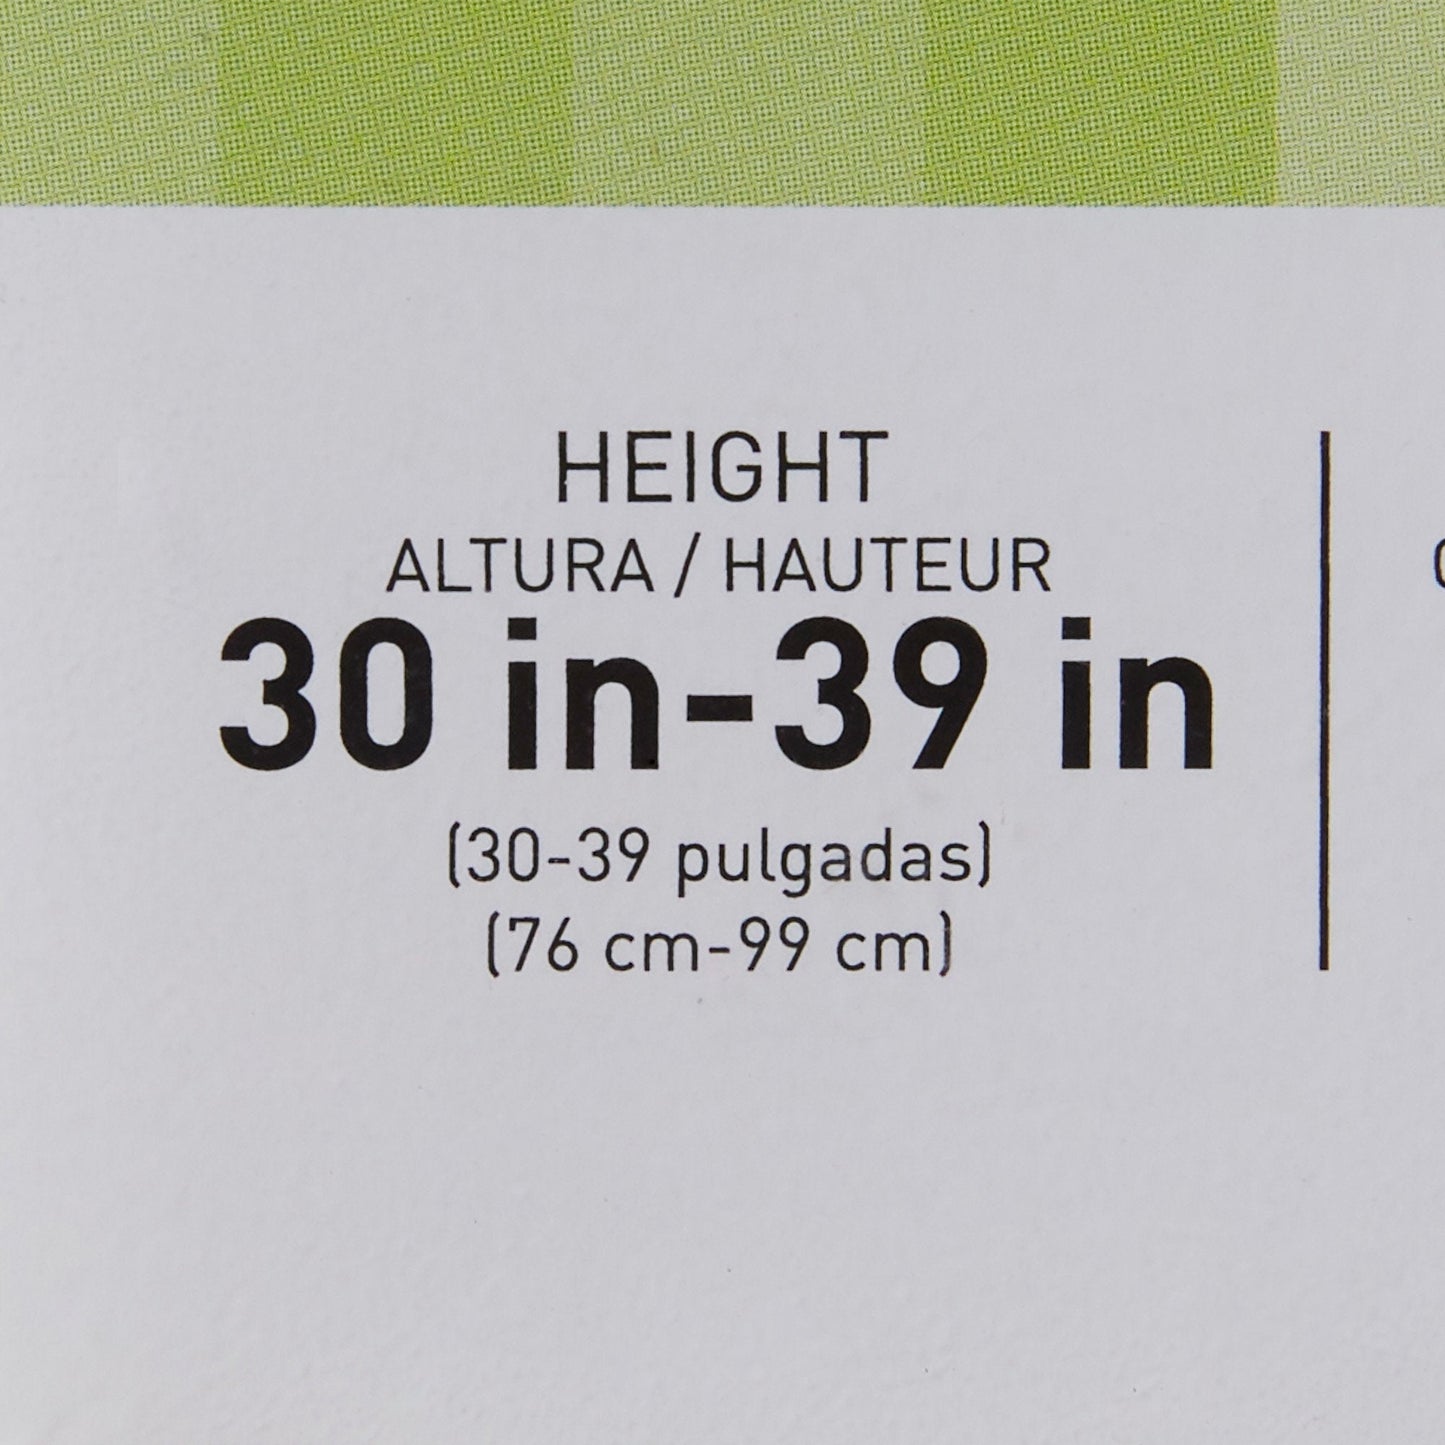 HEIGHT
ALTURA / HAUTEUR
30 in-39 in
(30-39 pulgadas)
(76 cm-99 cm)